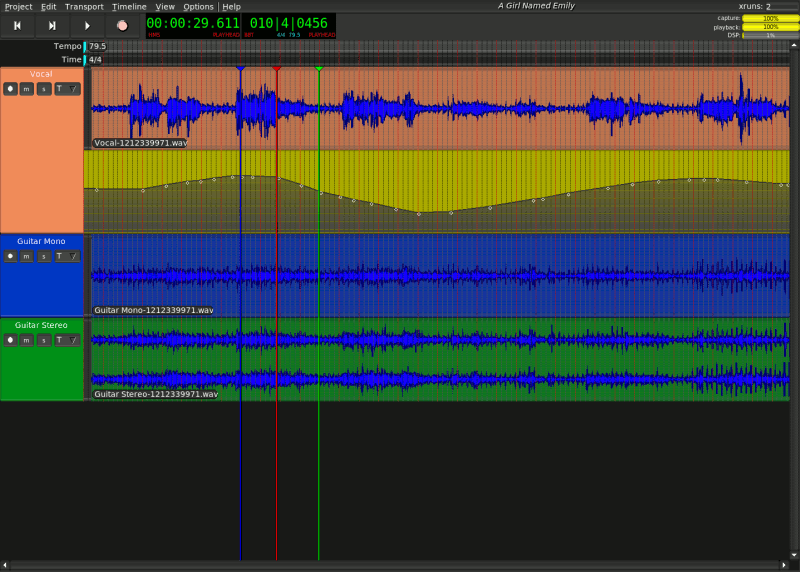 Project Edit Transport Timeline View Options Help A Girl Named Emily xruns: 2
00:00:29.611 010|4|0456
HMS PLAYHEAD BBT 4/4 79.5 PLAYHEAD
capture: 100%
playback: 100%
DSP: 1%
Tempo 79.5
Time 4/4
Vocal
m s T
Vocal-1212339971.wav
Guitar Mono
m s T
Guitar Mono-1212339971.wav
Guitar Stereo
m s T
Guitar Stereo-1212339971.wav